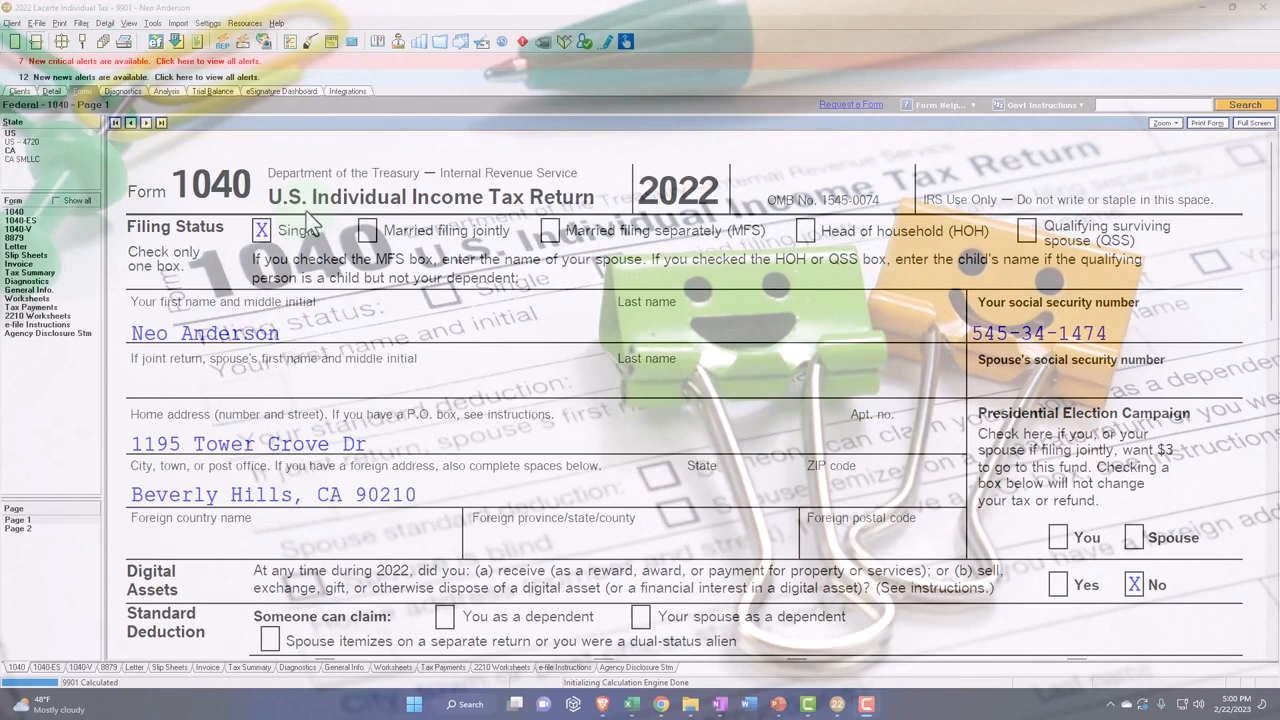 2022 Lacerte Individual Tax - 9901 - Neo Anderson
Client E-File Print Filter Detail View Tools Import Settings Resources Help
7 New critical alerts are available. Click here to view all alerts.
12 New news alerts are available. Click here to view all alerts.
Clients Detail Forms Diagnostics Analysis Trial Balance eSignature Dashboard Integrations
Federal - 1040 - Page 1
Request a Form Form Help... Govt Instructions Search
State
US
US - 4720
CA
CA SMLLC
Zoom Print Form Full Screen
Form Show all
1040
1040-ES
1040-V
8879
Letter
Slip Sheets
Invoice
Tax Summary
Diagnostics
General Info.
Worksheets
Tax Payments
2210 Worksheets
e-file Instructions
Agency Disclosure Stm
Page
Page 1
Page 2
Form 1040
Department of the Treasury — Internal Revenue Service
U.S. Individual Income Tax Return
2022
OMB No. 1545-0074
IRS Use Only — Do not write or staple in this space.
Filing Status
Check only
one box.
X Single Married filing jointly Married filing separately (MFS) Head of household (HOH) Qualifying surviving
spouse (QSS)
If you checked the MFS box, enter the name of your spouse. If you checked the HOH or QSS box, enter the child's name if the qualifying
person is a child but not your dependent:
Your first name and middle initial Last name Your social security number
Neo Anderson 545-34-1474
If joint return, spouse's first name and middle initial Last name Spouse's social security number
Home address (number and street). If you have a P.O. box, see instructions. Apt. no.
1195 Tower Grove Dr
City, town, or post office. If you have a foreign address, also complete spaces below. State ZIP code
Beverly Hills, CA 90210
Foreign country name Foreign province/state/county Foreign postal code
Presidential Election Campaign
Check here if you, or your
spouse if filing jointly, want $3
to go to this fund. Checking a
box below will not change
your tax or refund.
You Spouse
Digital
Assets
At any time during 2022, did you: (a) receive (as a reward, award, or payment for property or services); or (b) sell,
exchange, gift, or otherwise dispose of a digital asset (or a financial interest in a digital asset)? (See instructions.)
Yes X No
Standard
Deduction
Someone can claim: You as a dependent Your spouse as a dependent
Spouse itemizes on a separate return or you were a dual-status alien
1040 1040-ES 1040-V 8879 Letter Slip Sheets Invoice Tax Summary Diagnostics General Info. Worksheets Tax Payments 2210 Worksheets e-file Instructions Agency Disclosure Stm
9901 Calculated
Initializing Calculation Engine Done
48°F
Mostly cloudy
Search
5:00 PM
2/22/2023